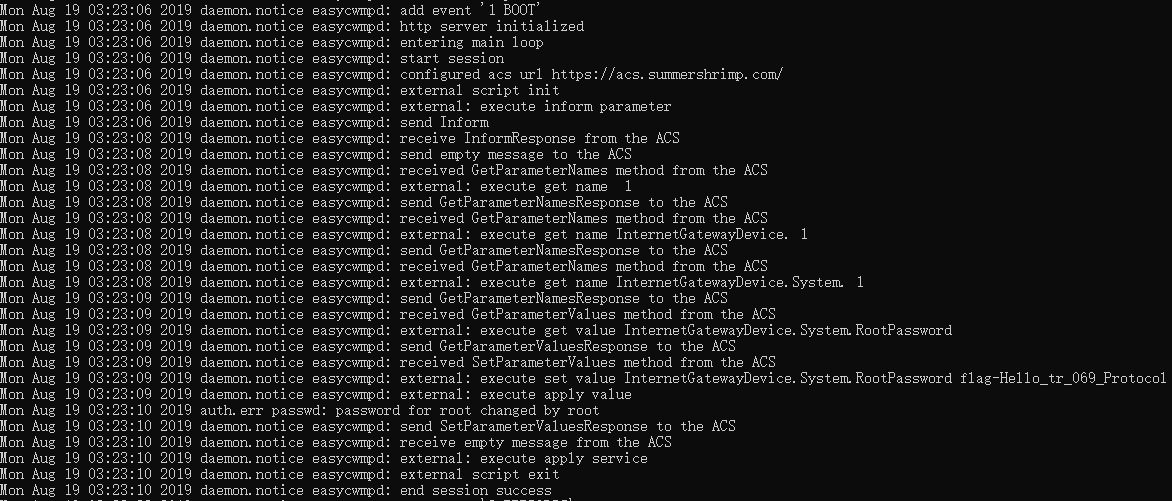 Mon Aug 19 03:23:06 2019 daemon.notice easycwmpd: add event '1 BOOT'
Mon Aug 19 03:23:06 2019 daemon.notice easycwmpd: http server initialized
Mon Aug 19 03:23:06 2019 daemon.notice easycwmpd: entering main loop
Mon Aug 19 03:23:06 2019 daemon.notice easycwmpd: start session
Mon Aug 19 03:23:06 2019 daemon.notice easycwmpd: configured acs url https://acs.summershrimp.com/
Mon Aug 19 03:23:06 2019 daemon.notice easycwmpd: external script init
Mon Aug 19 03:23:06 2019 daemon.notice easycwmpd: external: execute inform parameter
Mon Aug 19 03:23:06 2019 daemon.notice easycwmpd: send Inform
Mon Aug 19 03:23:08 2019 daemon.notice easycwmpd: receive InformResponse from the ACS
Mon Aug 19 03:23:08 2019 daemon.notice easycwmpd: send empty message to the ACS
Mon Aug 19 03:23:08 2019 daemon.notice easycwmpd: received GetParameterNames method from the ACS
Mon Aug 19 03:23:08 2019 daemon.notice easycwmpd: external: execute get name  1
Mon Aug 19 03:23:08 2019 daemon.notice easycwmpd: send GetParameterNamesResponse to the ACS
Mon Aug 19 03:23:08 2019 daemon.notice easycwmpd: received GetParameterNames method from the ACS
Mon Aug 19 03:23:08 2019 daemon.notice easycwmpd: external: execute get name InternetGatewayDevice. 1
Mon Aug 19 03:23:08 2019 daemon.notice easycwmpd: send GetParameterNamesResponse to the ACS
Mon Aug 19 03:23:08 2019 daemon.notice easycwmpd: received GetParameterNames method from the ACS
Mon Aug 19 03:23:08 2019 daemon.notice easycwmpd: external: execute get name InternetGatewayDevice.System. 1
Mon Aug 19 03:23:09 2019 daemon.notice easycwmpd: send GetParameterNamesResponse to the ACS
Mon Aug 19 03:23:09 2019 daemon.notice easycwmpd: received GetParameterValues method from the ACS
Mon Aug 19 03:23:09 2019 daemon.notice easycwmpd: external: execute get value InternetGatewayDevice.System.RootPassword
Mon Aug 19 03:23:09 2019 daemon.notice easycwmpd: send GetParameterValuesResponse to the ACS
Mon Aug 19 03:23:09 2019 daemon.notice easycwmpd: received SetParameterValues method from the ACS
Mon Aug 19 03:23:09 2019 daemon.notice easycwmpd: external: execute set value InternetGatewayDevice.System.RootPassword flag-Hello_tr_069_Protocol
Mon Aug 19 03:23:09 2019 daemon.notice easycwmpd: external: execute apply value
Mon Aug 19 03:23:10 2019 auth.err passwd: password for root changed by root
Mon Aug 19 03:23:10 2019 daemon.notice easycwmpd: send SetParameterValuesResponse to the ACS
Mon Aug 19 03:23:10 2019 daemon.notice easycwmpd: receive empty message from the ACS
Mon Aug 19 03:23:10 2019 daemon.notice easycwmpd: external: execute apply service
Mon Aug 19 03:23:10 2019 daemon.notice easycwmpd: external script exit
Mon Aug 19 03:23:10 2019 daemon.notice easycwmpd: end session success